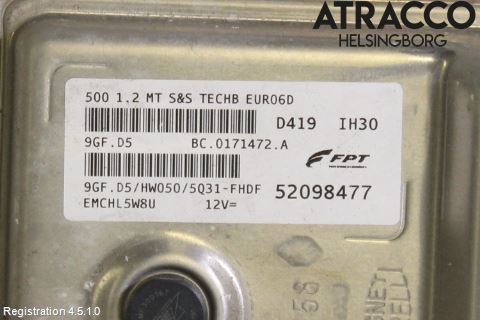 ATRACCO
HELSINGBORG
500 1.2 MT S&S TECHB EURO6D
D419 IH30
9GF.D5 BC.0171472.A
FPT
9GF.D5/HW050/5Q31-FHDF 52098477
EMCHL5W8U 12V=
58
Registration 4.5.1.0